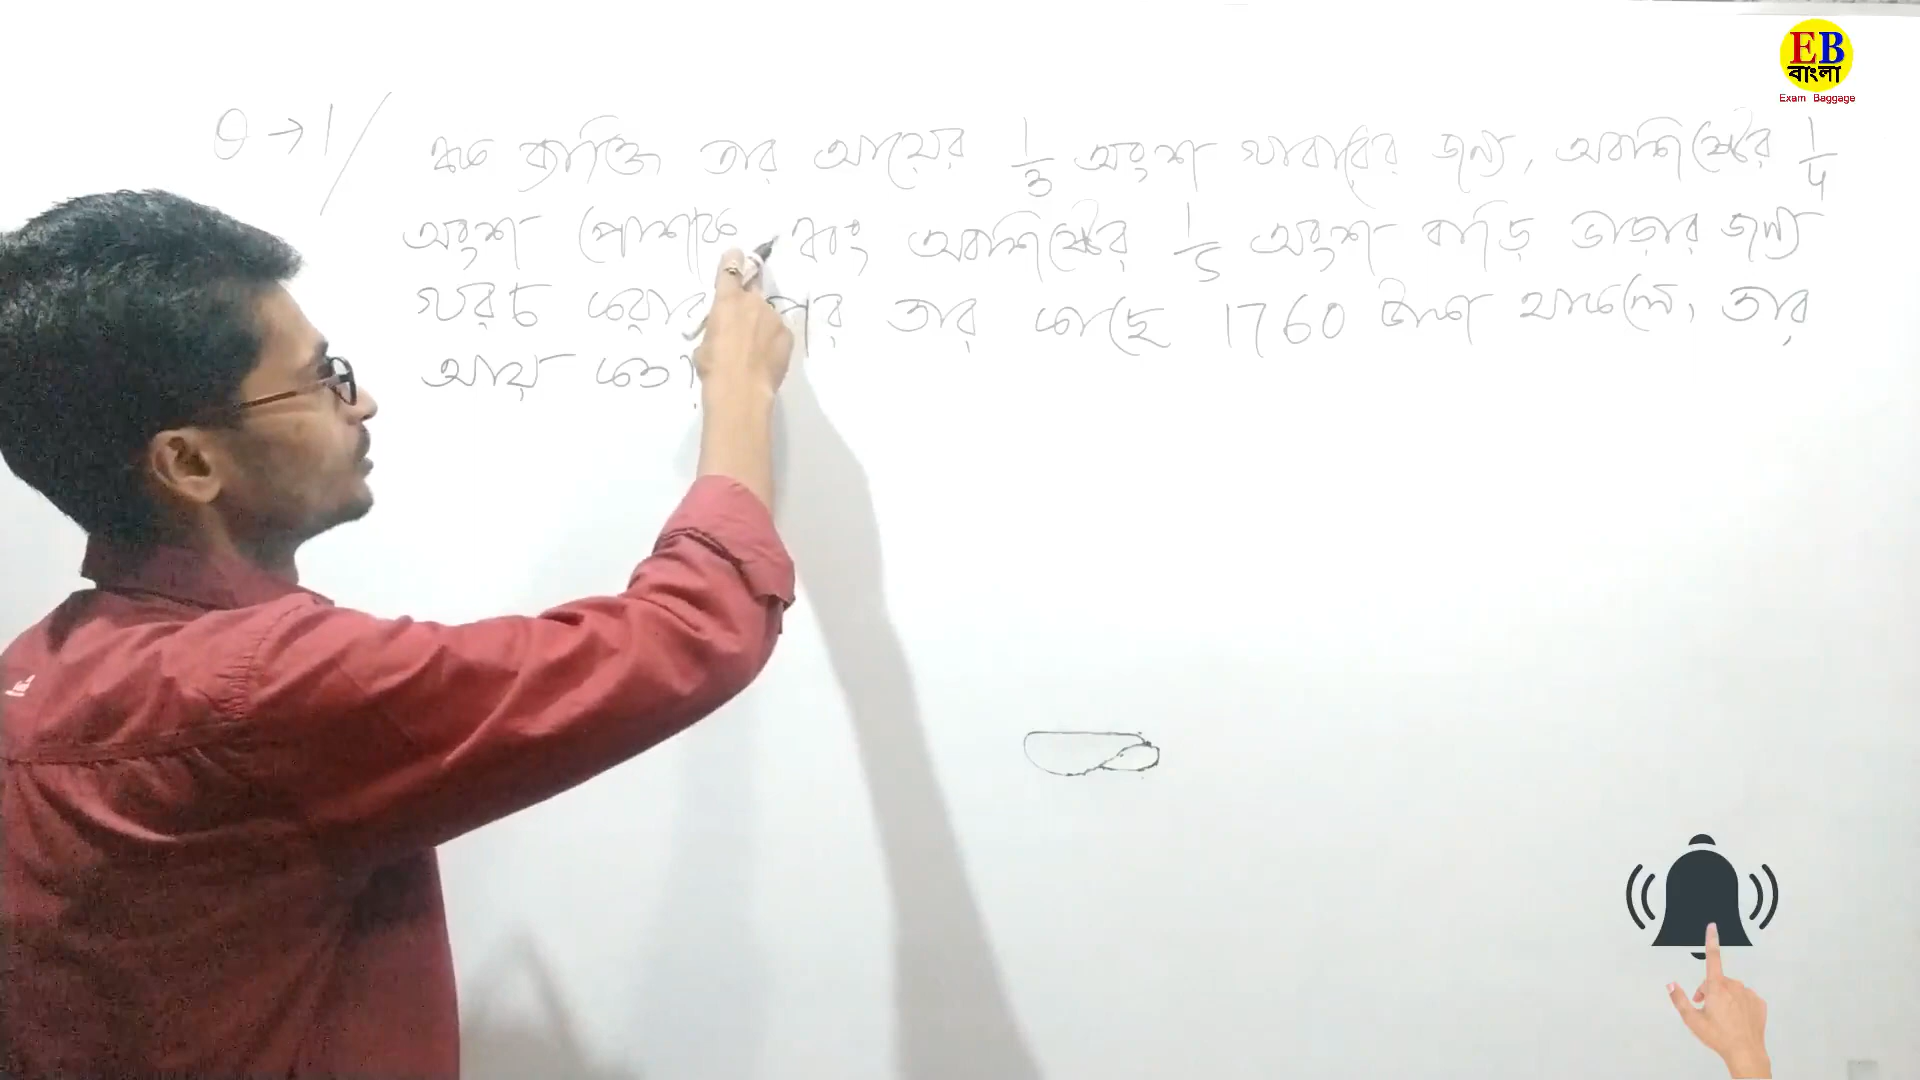 EB
বাংলা
Exam Baggage
Q → 1/ এক ব্যক্তি তার আয়ের 1/3 অংশ খাবারের জন্য, অবশিষ্টের 1/4
অংশ পোশাকে এবং অবশিষ্টের 1/5 অংশ বাড়ি ভাড়ার জন্য
খরচ করার পর তার কাছে 1760 টাকা থাকলে, তার
আয় কতো